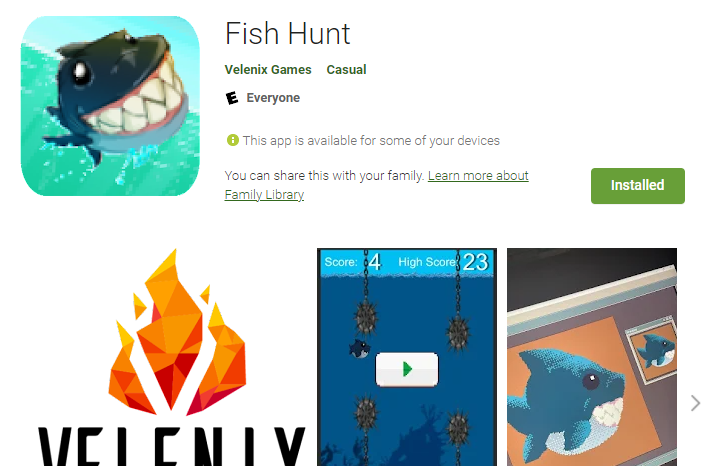 Fish Hunt
Velenix Games Casual
E Everyone
This app is available for some of your devices
You can share this with your family. Learn more about
Family Library
Installed
Score: 4 High Score: 23
VELENIX